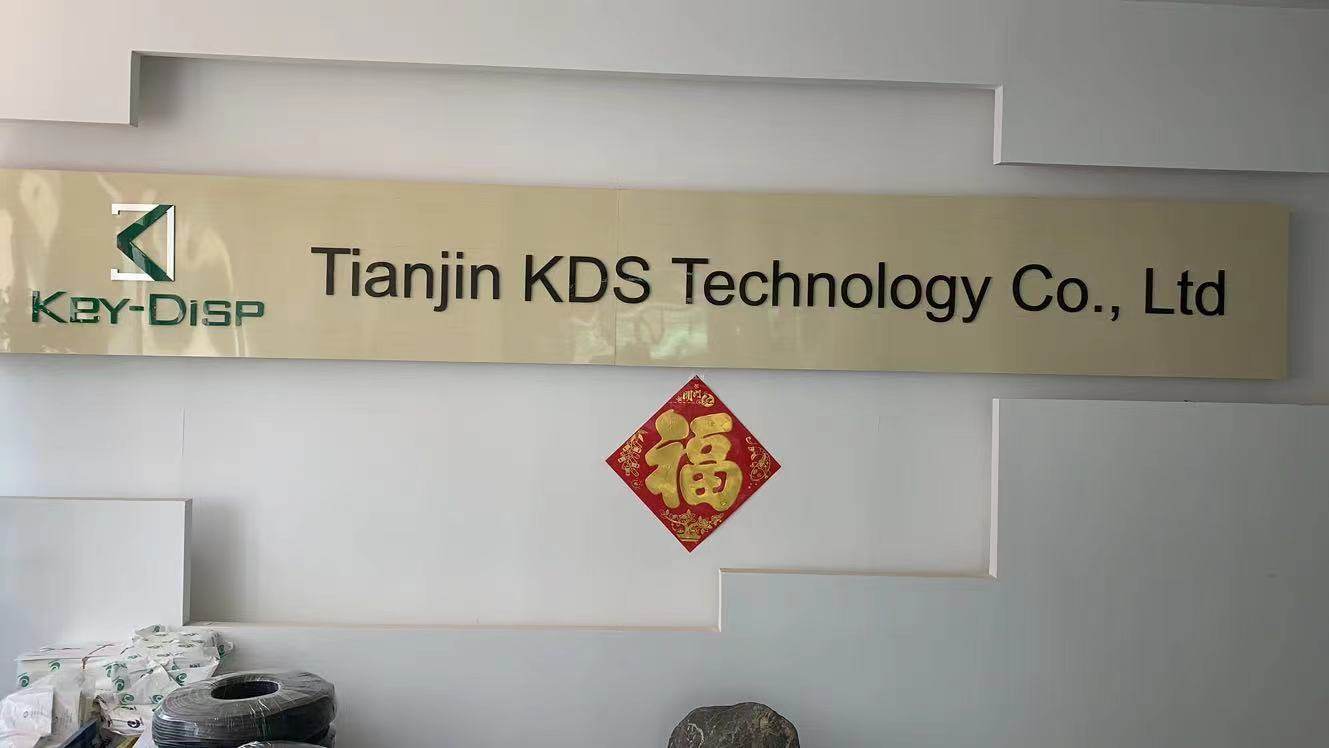 KEY-DISP
Tianjin KDS Technology Co., Ltd
福